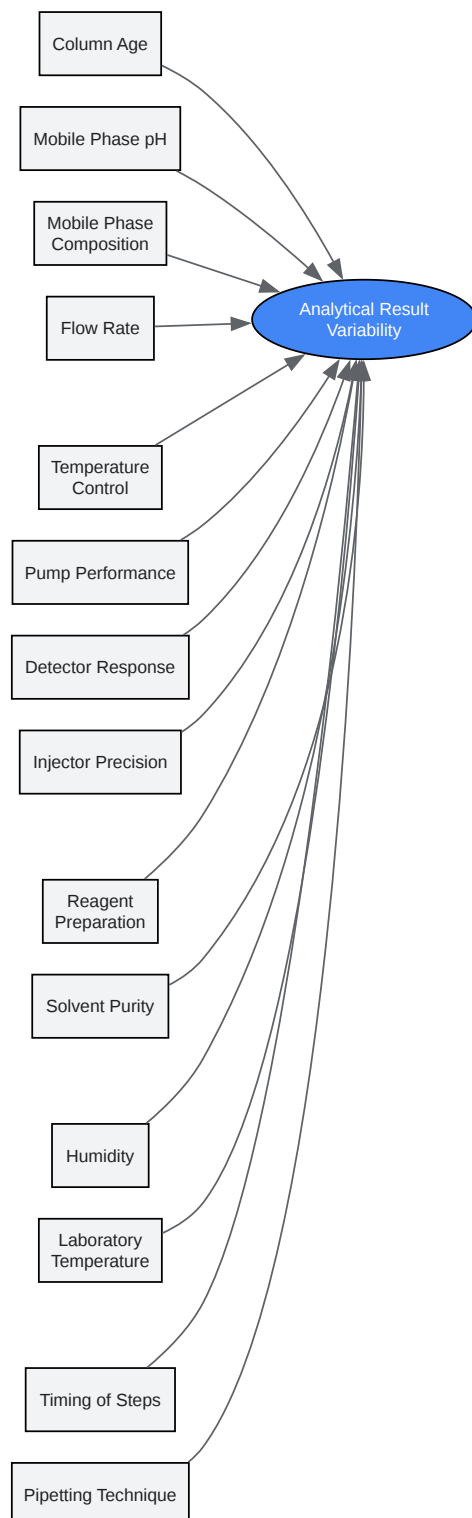 Column Age
Mobile Phase pH
Mobile Phase
Composition
Flow Rate
Analytical Result
Variability
Temperature
Control
Pump Performance
Detector Response
Injector Precision
Reagent
Preparation
Solvent Purity
Humidity
Laboratory
Temperature
Timing of Steps
Pipetting Technique